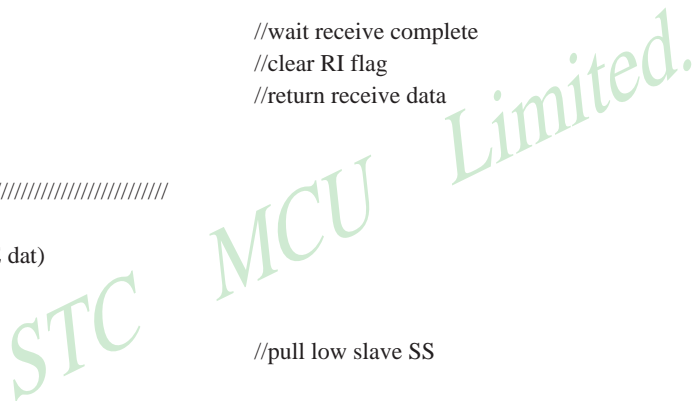 //wait receive complete
//clear RI flag
//return receive data
/////////////////////////
dat)
//pull low slave SS
STC MCU Limited.